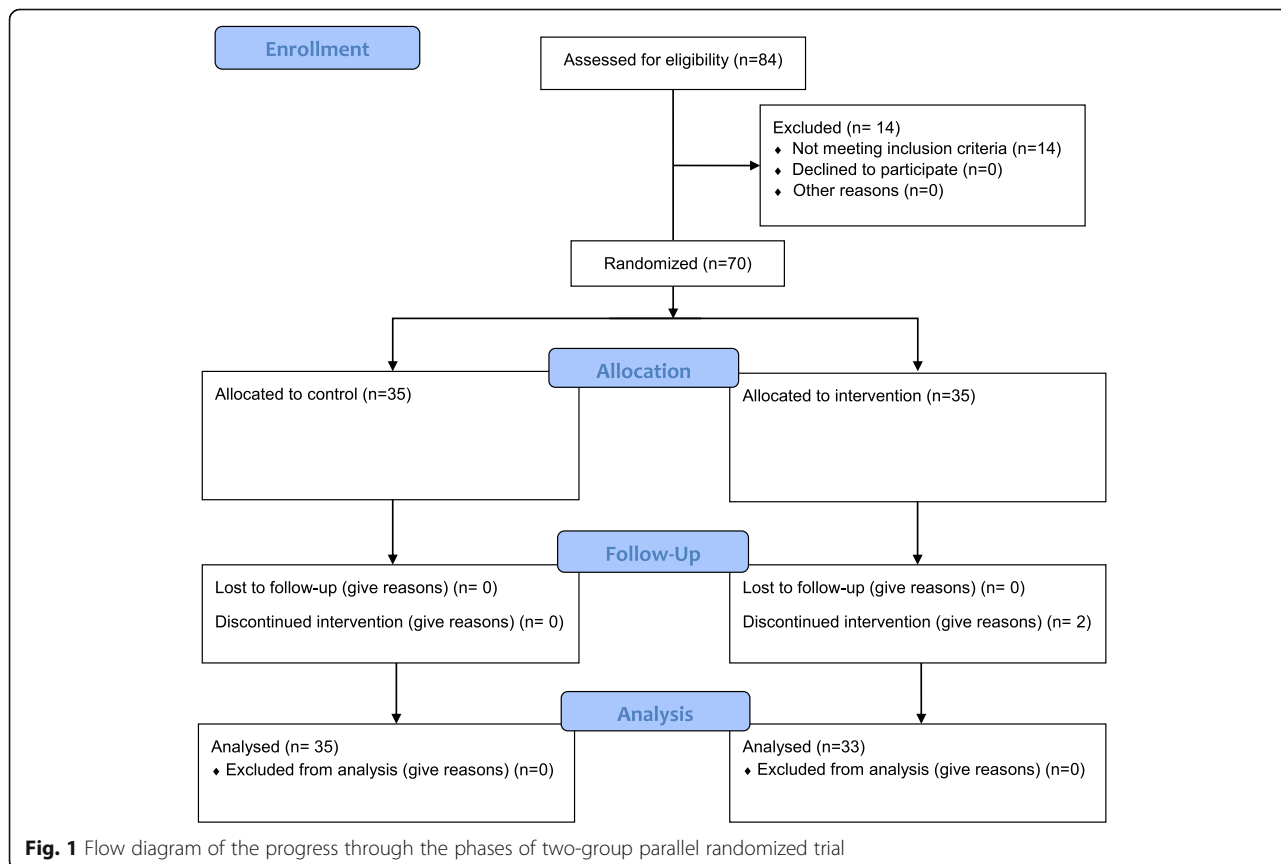 Enrollment
Assessed for eligibility (n=84)
Excluded (n= 14)
♦ Not meeting inclusion criteria (n=14)
♦ Declined to participate (n=0)
♦ Other reasons (n=0)
Randomized (n=70)
Allocation
Allocated to control (n=35)
Allocated to intervention (n=35)
Follow-Up
Lost to follow-up (give reasons) (n= 0)
Discontinued intervention (give reasons) (n= 0)
Lost to follow-up (give reasons) (n= 0)
Discontinued intervention (give reasons) (n= 2)
Analysis
Analysed (n= 35)
♦ Excluded from analysis (give reasons) (n=0)
Analysed (n=33)
♦ Excluded from analysis (give reasons) (n=0)
Fig. 1 Flow diagram of the progress through the phases of two-group parallel randomized trial